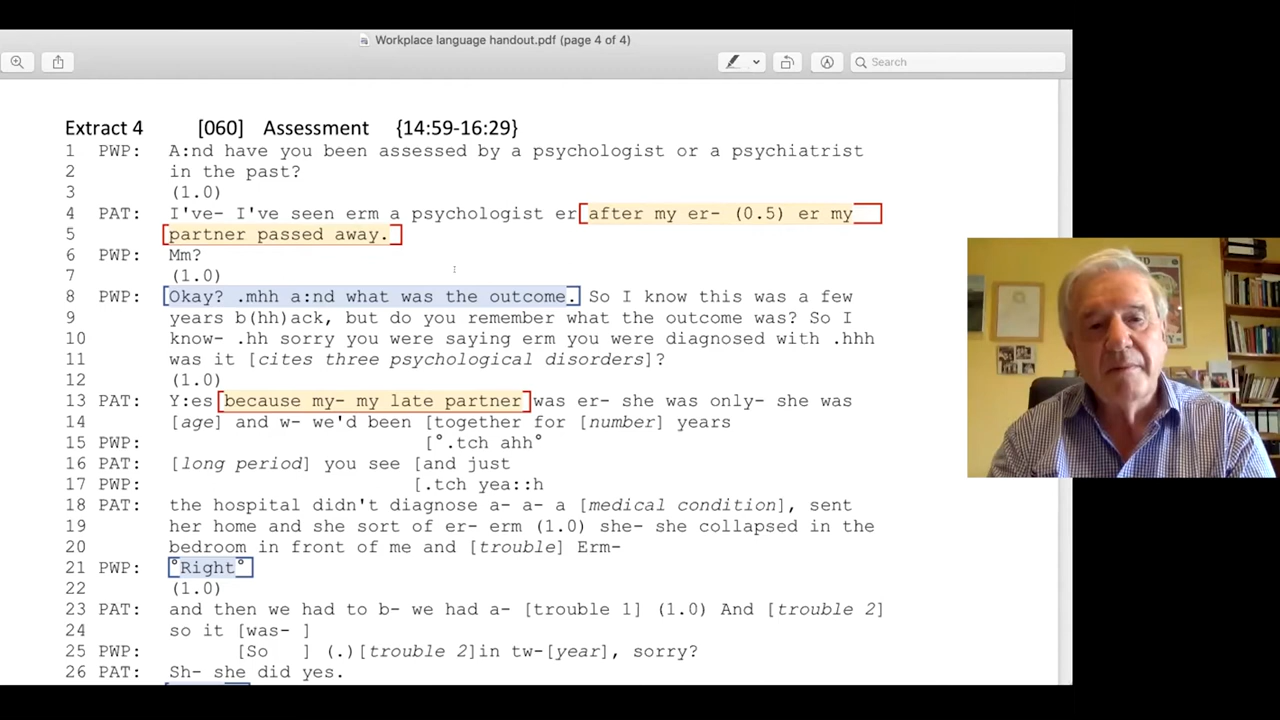 Workplace language handout.pdf (page 4 of 4)
Search
Extract 4 [060] Assessment {14:59-16:29}
1 PWP: A:nd have you been assessed by a psychologist or a psychiatrist
2 in the past?
3 (1.0)
4 PAT: I've- I've seen erm a psychologist er after my er- (0.5) er my
5 partner passed away.
6 PWP: Mm?
7 (1.0)
8 PWP: Okay? .mhh a:nd what was the outcome. So I know this was a few
9 years b(hh)ack, but do you remember what the outcome was? So I
10 know- .hh sorry you were saying erm you were diagnosed with .hhh
11 was it [cites three psychological disorders]?
12 (1.0)
13 PAT: Y:es because my- my late partner was er- she was only- she was
14 [age] and w- we'd been [together for [number] years
15 PWP: [°.tch ahh°
16 PAT: [long period] you see [and just
17 PWP: [.tch yea::h
18 PAT: the hospital didn't diagnose a- a- a [medical condition], sent
19 her home and she sort of er- erm (1.0) she- she collapsed in the
20 bedroom in front of me and [trouble] Erm-
21 PWP: °Right°
22 (1.0)
23 PAT: and then we had to b- we had a- [trouble 1] (1.0) And [trouble 2]
24 so it [was- ]
25 PWP: [So ] (.)[trouble 2]in tw-[year], sorry?
26 PAT: Sh- she did yes.